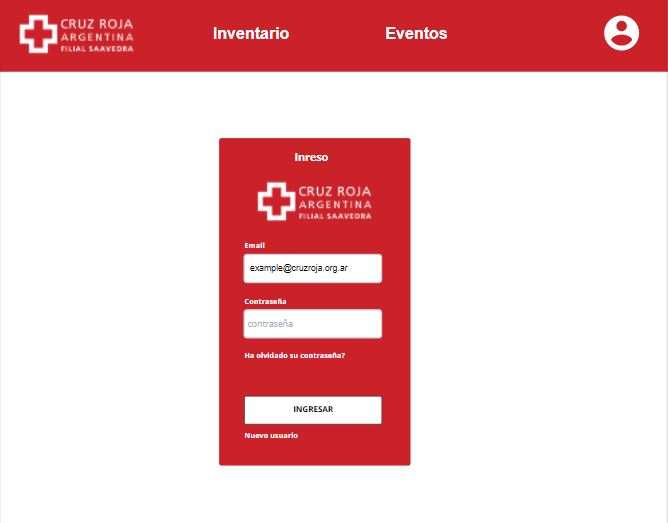 CRUZ ROJA
ARGENTINA
FILIAL SAAVEDRA
Inventario
Eventos
Inreso
CRUZ ROJA
ARGENTINA
FILIAL SAAVEDRA
Email
example@cruzroja.org.ar
Contraseña
contraseña
Ha olvidado su contraseña?
INGRESAR
Nuevo usuario